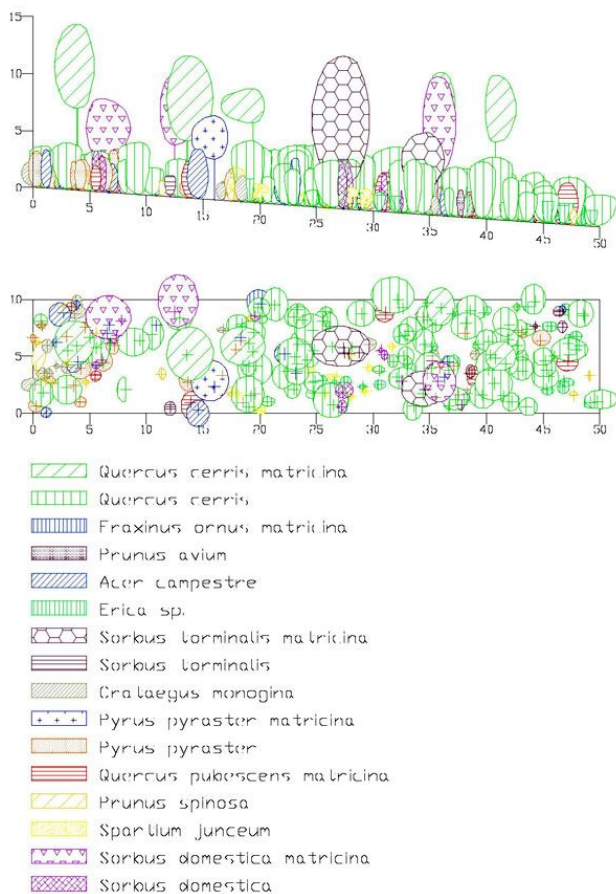 15
10
5
0
0 5 10 15 20 25 30 35 40 45 50
10
5
0
0 5 10 15 20 25 30 35 40 45 50
Quercus cerris matricina
Quercus cerris
Fraxinus ornus matricina
Prunus avium
Acer campestre
Erica sp.
Sorbus torminalis matricina
Sorbus torminalis
Crataegus monogina
Pyrus pyraster matricina
Pyrus pyraster
Quercus pubescens matricina
Prunus spinosa
Spartium junceum
Sorbus domestica matricina
Sorbus domestica